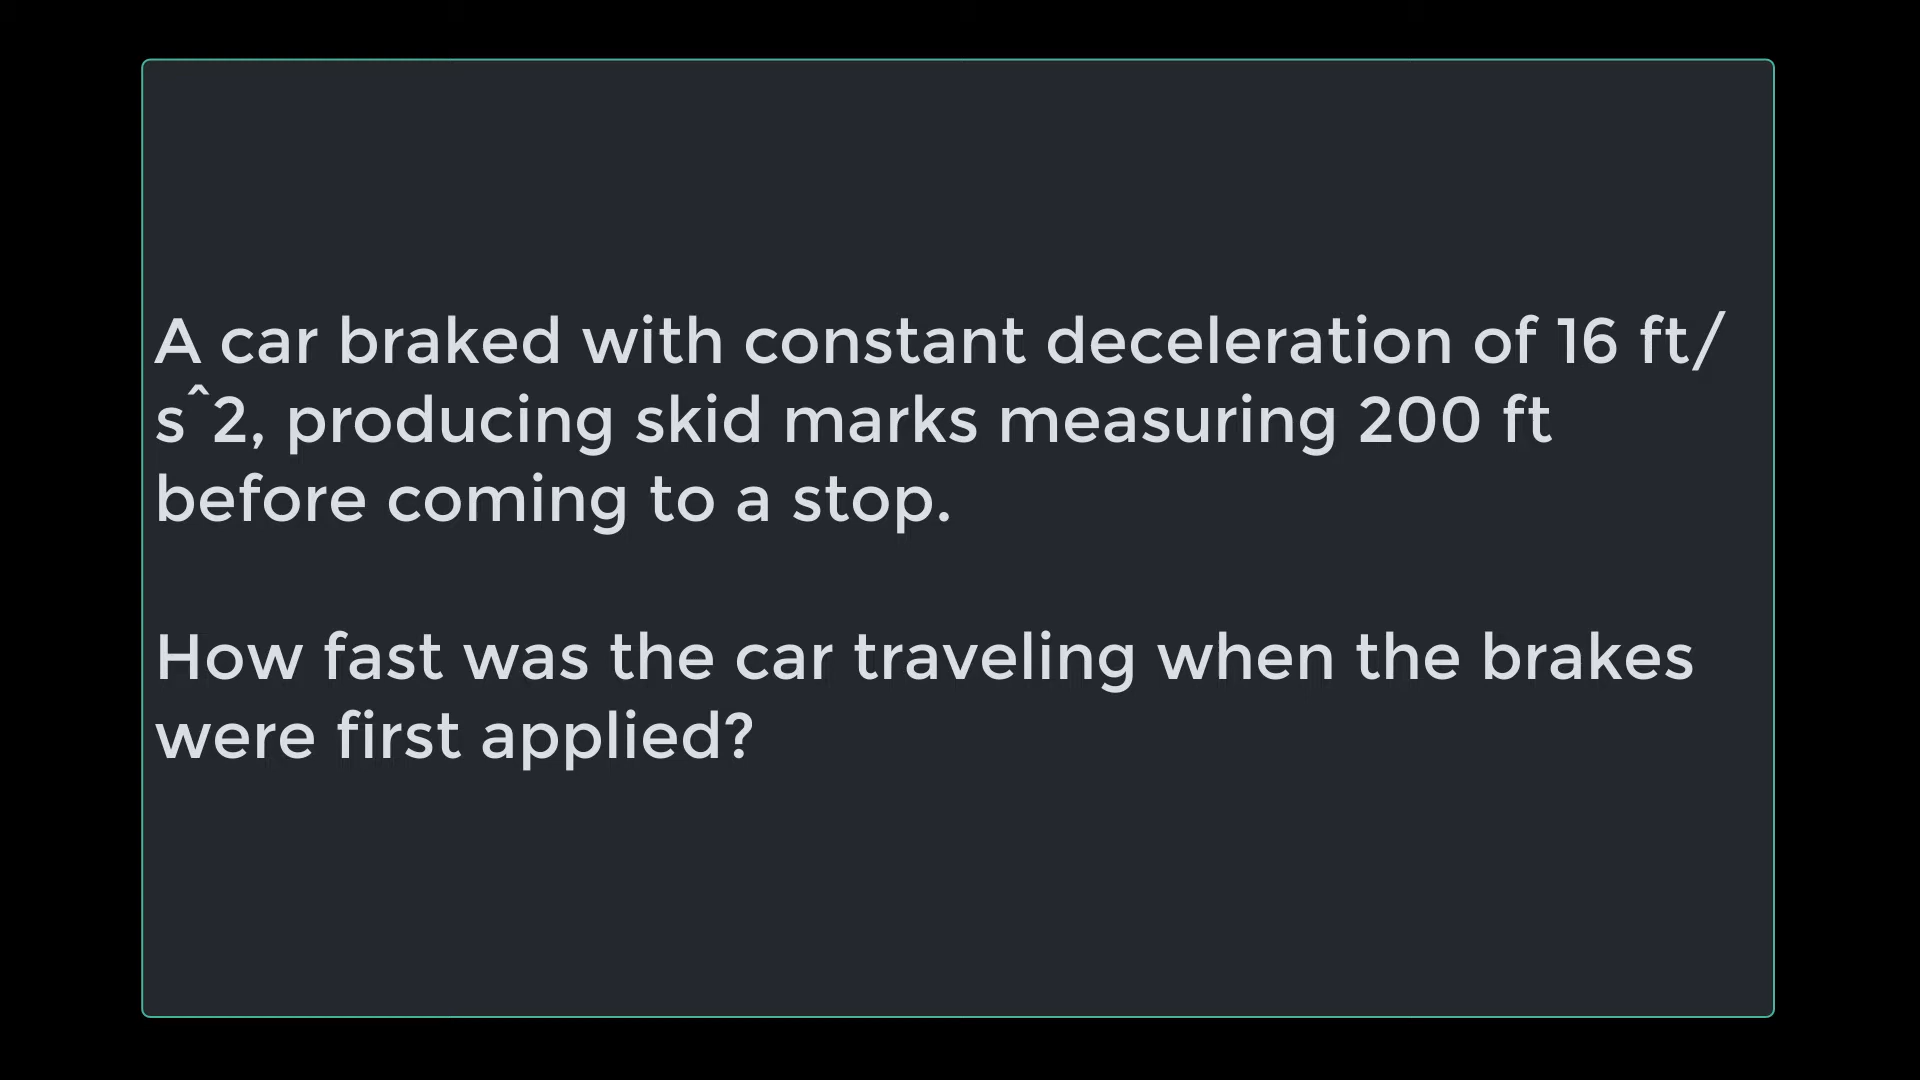 A car braked with constant deceleration of 16 ft/
s^2, producing skid marks measuring 200 ft
before coming to a stop.
How fast was the car traveling when the brakes
were first applied?